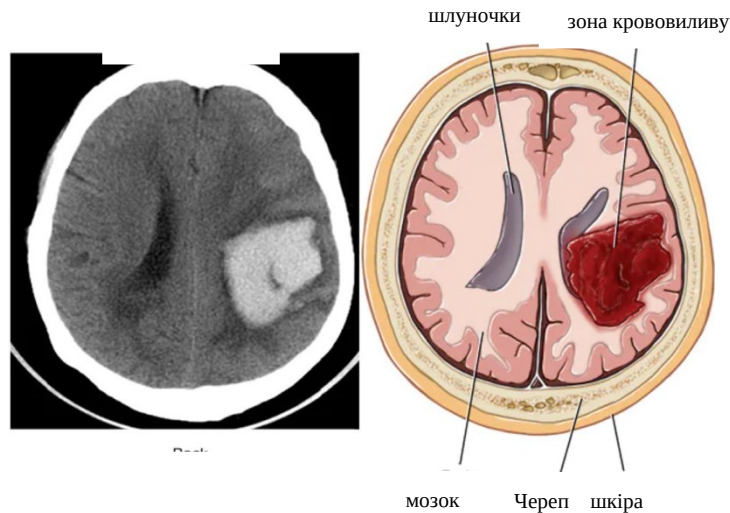 шлуночки
зона крововиливу
мозок
Череп
шкіра